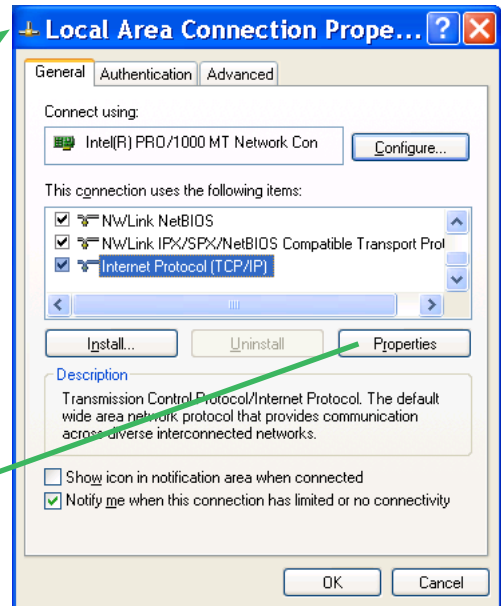 Local Area Connection Prope... ?
General Authentication Advanced
Connect using:
Intel(R) PRO/1000 MT Network Con Configure...
This connection uses the following items:
NWLink NetBIOS
NWLink IPX/SPX/NetBIOS Compatible Transport Prot
Internet Protocol (TCP/IP)
Install... Uninstall Properties
Description
Transmission Control Protocol/Internet Protocol. The default
wide area network protocol that provides communication
across diverse interconnected networks.
Show icon in notification area when connected
Notify me when this connection has limited or no connectivity
OK Cancel